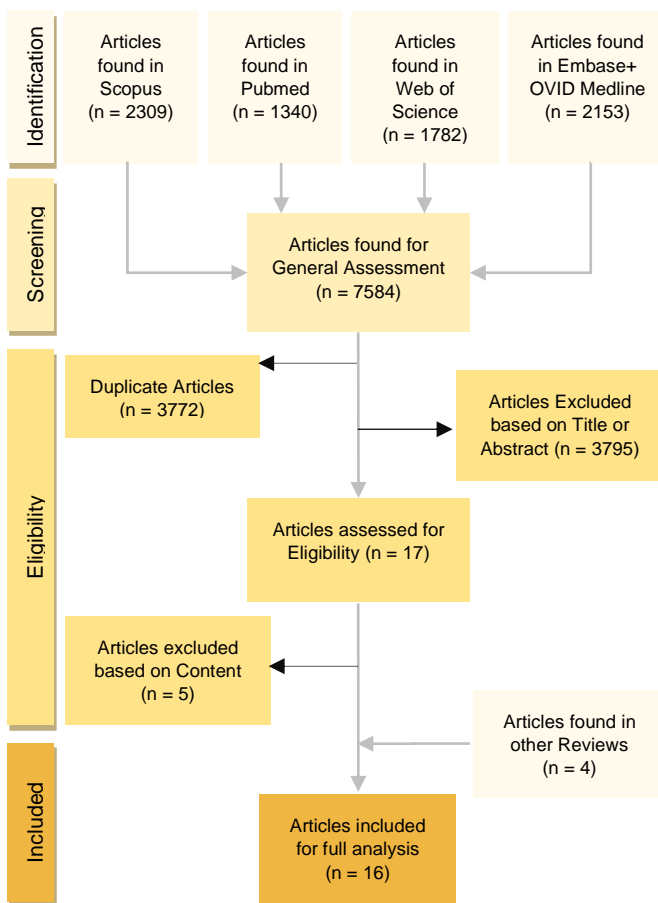 Identification
Articles
found in
Scopus
(n = 2309)
Articles
found in
Pubmed
(n = 1340)
Articles
found in
Web of
Science
(n = 1782)
Articles found
in Embase+
OVID Medline
(n = 2153)
Screening
Articles found for
General Assessment
(n = 7584)
Eligibility
Duplicate Articles
(n = 3772)
Articles Excluded
based on Title or
Abstract (n = 3795)
Articles assessed for
Eligibility (n = 17)
Articles excluded
based on Content
(n = 5)
Articles found in
other Reviews
(n = 4)
Included
Articles included
for full analysis
(n = 16)